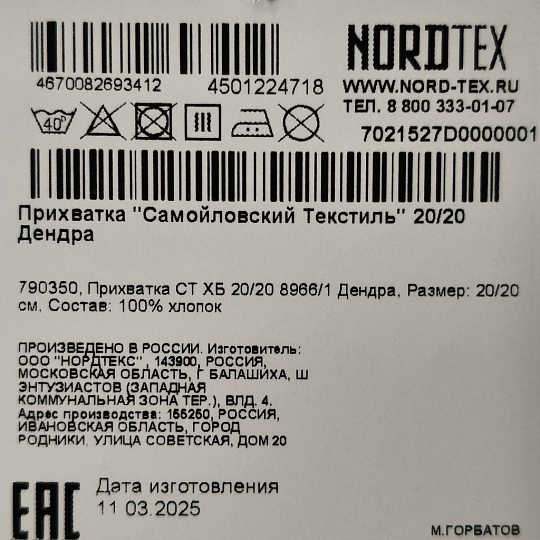 NORDTEX
4670082693412 4501224718
WWW.NORD-TEX.RU
ТЕЛ. 8 800 333-01-07
40°
7021527D0000001
Прихватка "Самойловский Текстиль" 20/20
Дендра
790350, Прихватка СТ ХБ 20/20 8966/1 Дендра, Размер: 20/20
см, Состав: 100% хлопок
ПРОИЗВЕДЕНО В РОССИИ. Изготовитель:
ООО "НОРДТЕКС", 143900, РОССИЯ,
МОСКОВСКАЯ ОБЛАСТЬ, Г БАЛАШИХА, Ш
ЭНТУЗИАСТОВ (ЗАПАДНАЯ
КОММУНАЛЬНАЯ ЗОНА ТЕР.), ВЛД. 4,
Адрес производства: 155250, РОССИЯ,
ИВАНОВСКАЯ ОБЛАСТЬ, ГОРОД
РОДНИКИ, УЛИЦА СОВЕТСКАЯ, ДОМ 20
EAC
Дата изготовления
11 03.2025
М.ГОРБАТОВ